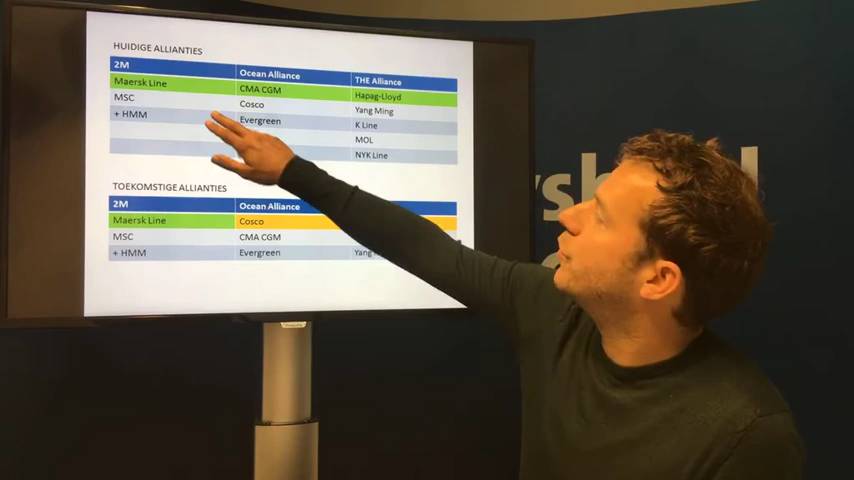 HUIDIGE ALLIANTIES
2M Ocean Alliance THE Alliance
Maersk Line CMA CGM Hapag-Lloyd
MSC Cosco Yang Ming
+ HMM Evergreen K Line
MOL
NYK Line
TOEKOMSTIGE ALLIANTIES
2M Ocean Alliance
Maersk Line Cosco
MSC CMA CGM
+ HMM Evergreen